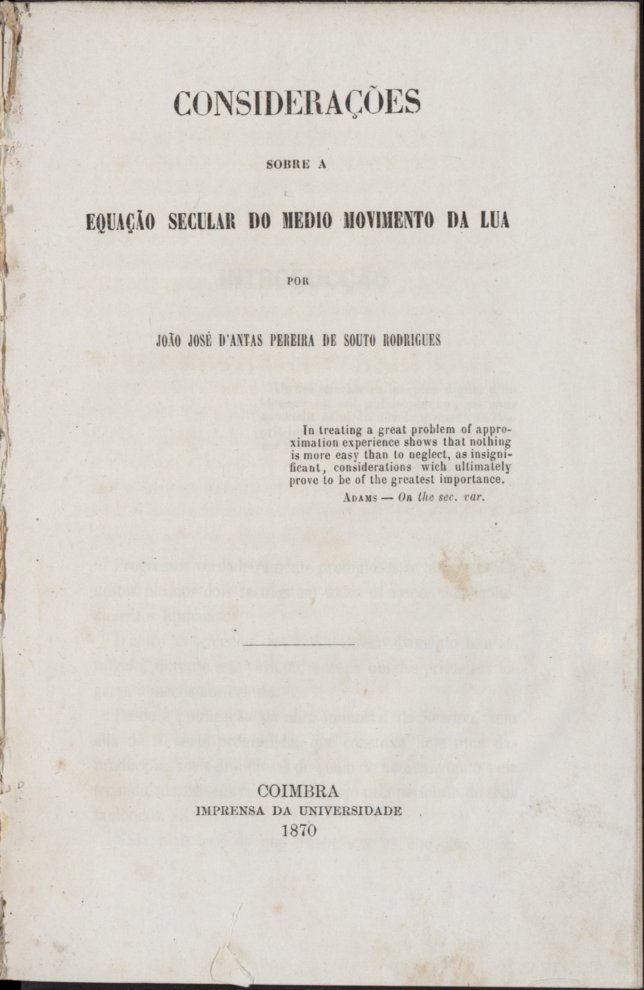 CONSIDERAÇÕES
SOBRE A
EQUAÇÃO SECULAR DO MEDIO MOVIMENTO DA LUA
POR
JOÃO JOSÉ D'ANTAS PEREIRA DE SOUTO RODRIGUES
In treating a great problem of appro-
ximation experience shows that nothing
is more easy than to neglect, as insigni-
ficant, considerations wich ultimately
prove to be of the greatest importance.
ADAMS — On the sec. var.
COIMBRA
IMPRENSA DA UNIVERSIDADE
1870